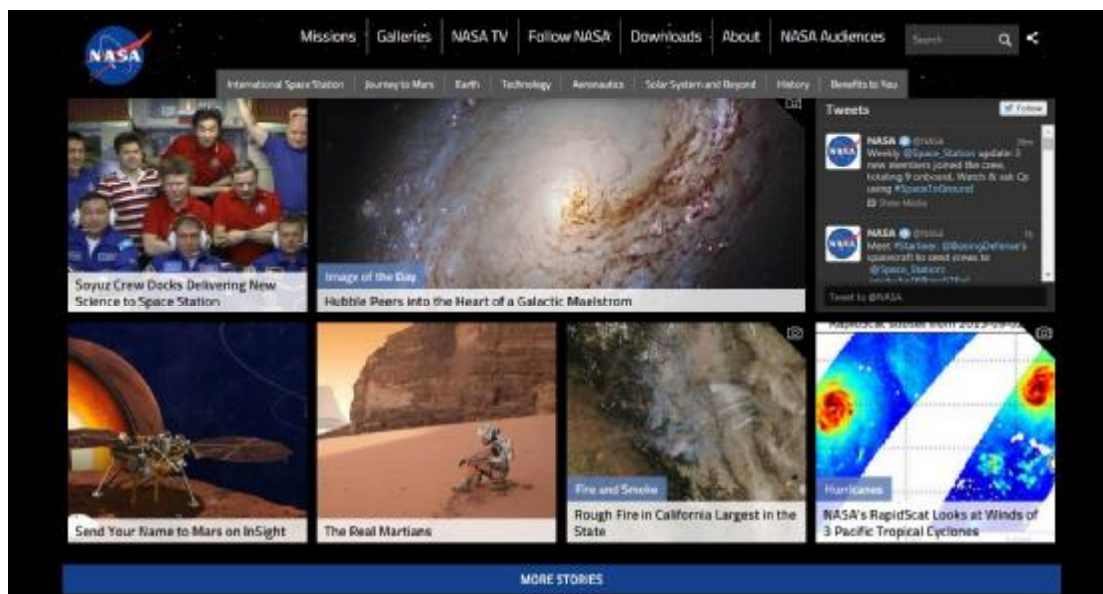 NASA
Missions
Galleries
NASA TV
Follow NASA
Downloads
About
NASA Audiences
Search
International Space Station
Journey to Mars
Earth
Technology
Aeronautics
Solar System and Beyond
History
Benefits to You
Soyuz Crew Docks Delivering New
Science to Space Station
Image of the Day
Hubble Peers into the Heart of a Galactic Maelstrom
Tweets
Follow
NASA @NASA
Weekly @Space_Station update: 3
new members joined the crew,
totaling 9 onboard. Watch & ask Qs
using #SpaceToGround
Show Media
NASA @NASA
Meet #Starliner, @BoeingDefense's
spacecraft to send crews to
@Space_Station:
Tweet to @NASA
Send Your Name to Mars on InSight
The Real Martians
Fire and Smoke
Rough Fire in California Largest in the
State
Hurricanes
NASA's RapidScat Looks at Winds of
3 Pacific Tropical Cyclones
MORE STORIES